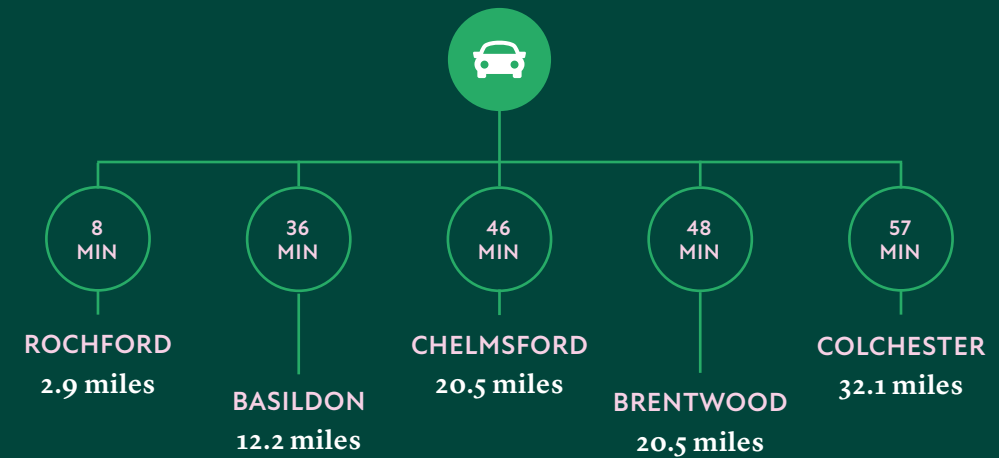 8
MIN
36
MIN
46
MIN
48
MIN
57
MIN
ROCHFORD
2.9 miles
BASILDON
12.2 miles
CHELMSFORD
20.5 miles
BRENTWOOD
20.5 miles
COLCHESTER
32.1 miles